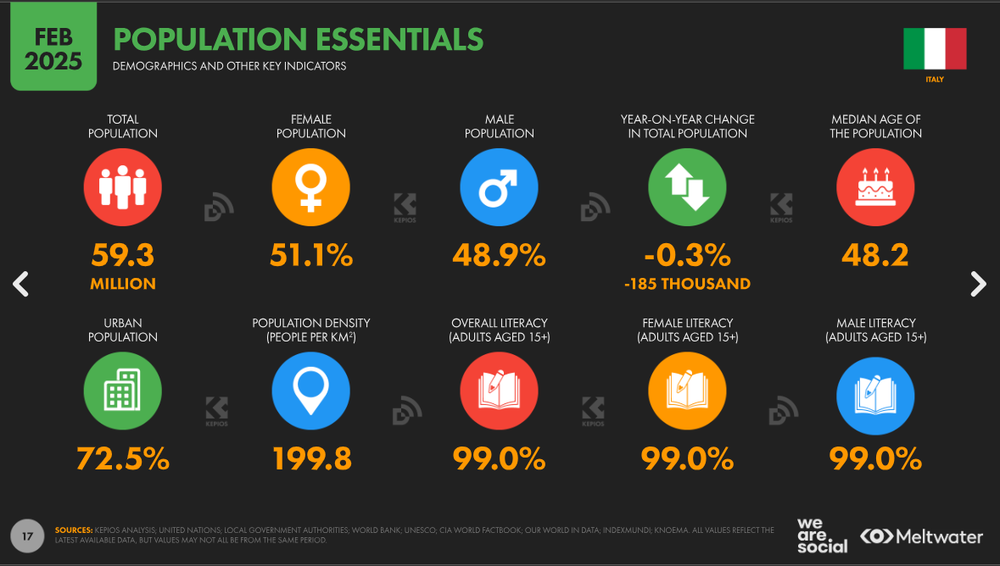 FEB
2025
POPULATION ESSENTIALS
DEMOGRAPHICS AND OTHER KEY INDICATORS
ITALY
TOTAL
POPULATION
59.3
MILLION
FEMALE
POPULATION
51.1%
MALE
POPULATION
48.9%
YEAR-ON-YEAR CHANGE
IN TOTAL POPULATION
-0.3%
-185 THOUSAND
MEDIAN AGE OF
THE POPULATION
48.2
KEPIOS
KEPIOS
URBAN
POPULATION
72.5%
POPULATION DENSITY
(PEOPLE PER KM²)
199.8
OVERALL LITERACY
(ADULTS AGED 15+)
99.0%
FEMALE LITERACY
(ADULTS AGED 15+)
99.0%
MALE LITERACY
(ADULTS AGED 15+)
99.0%
KEPIOS
KEPIOS
17
SOURCES: KEPIOS ANALYSIS; UNITED NATIONS; LOCAL GOVERNMENT AUTHORITIES; WORLD BANK; UNESCO; CIA WORLD FACTBOOK; OUR WORLD IN DATA; INDEXMUNDI; KNOEMA. ALL VALUES REFLECT THE
LATEST AVAILABLE DATA, BUT VALUES MAY NOT ALL BE FROM THE SAME PERIOD.
we
are
social
Meltwater